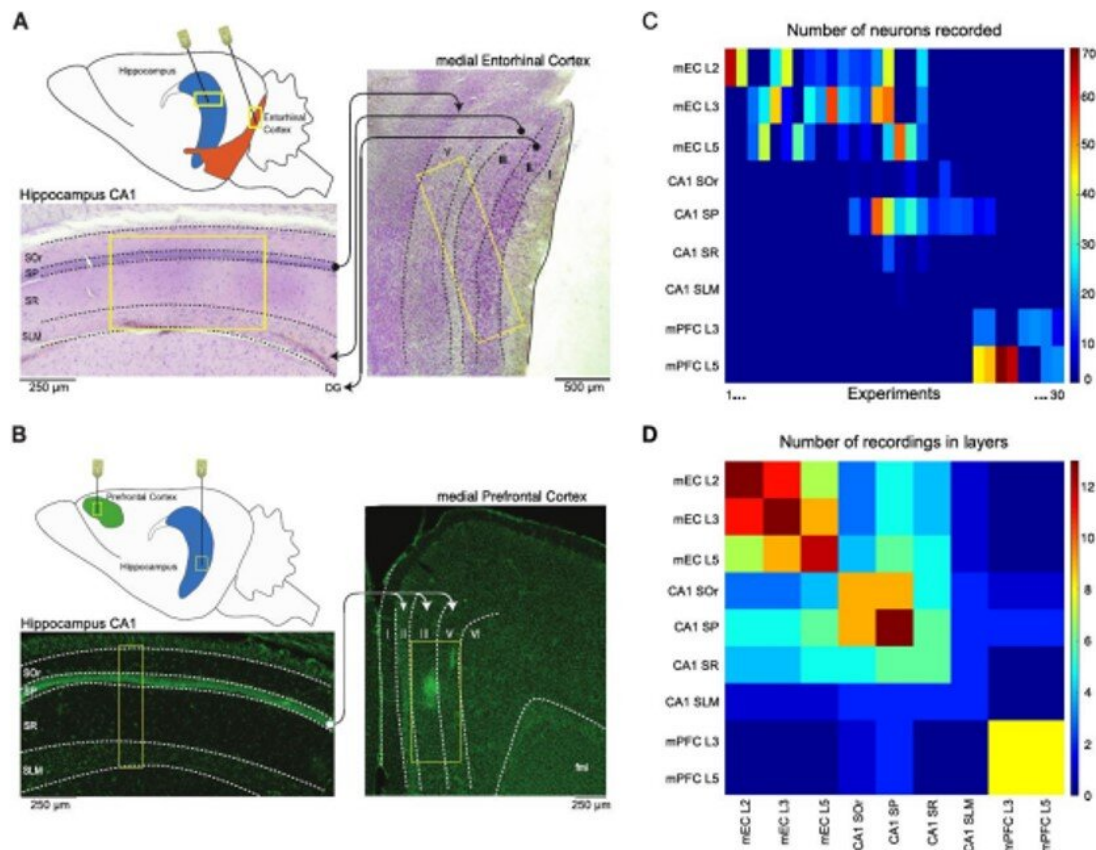 A
Hippocampus
Entorhinal
Cortex
medial Entorhinal Cortex
Hippocampus CA1
SOr
SP
SR
SLM
250 µm
DG
V
III
II
I
500 µm
B
Prefrontal Cortex
Hippocampus
medial Prefrontal Cortex
Hippocampus CA1
SOr
SP
SR
SLM
250 µm
I
II
III
V
VI
fmi
250 µm
C
Number of neurons recorded
mEC L2
mEC L3
mEC L5
CA1 SOr
CA1 SP
CA1 SR
CA1 SLM
mPFC L3
mPFC L5
1...
Experiments
...30
70
60
50
40
30
20
10
0
D
Number of recordings in layers
mEC L2
mEC L3
mEC L5
CA1 SOr
CA1 SP
CA1 SR
CA1 SLM
mPFC L3
mPFC L5
mEC L2
mEC L3
mEC L5
CA1 SOr
CA1 SP
CA1 SR
CA1 SLM
mPFC L3
mPFC L5
12
10
8
6
4
2
0